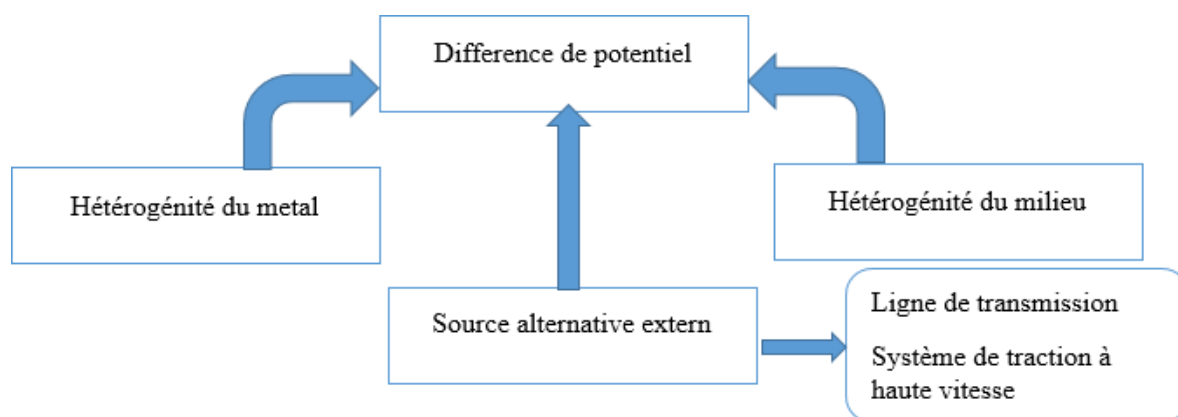 Difference de potentiel
Hétérogénité du metal
Hétérogénité du milieu
Source alternative extern
Ligne de transmission
Système de traction à
haute vitesse